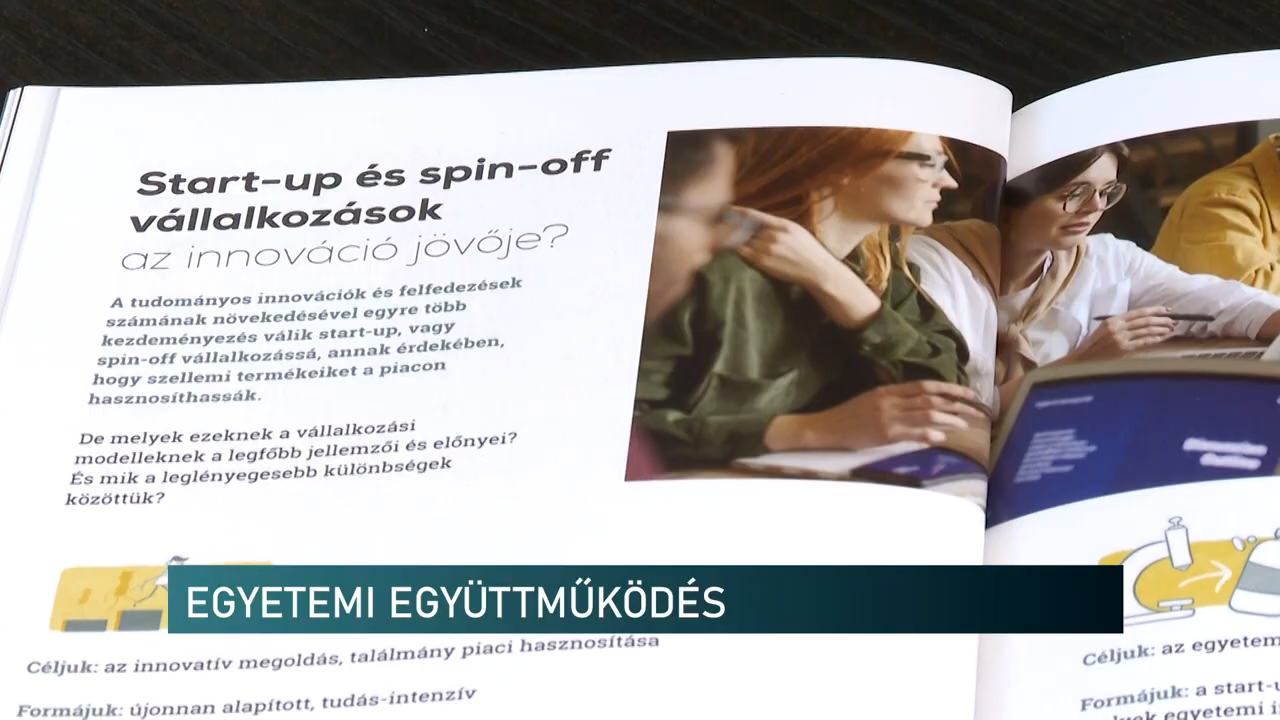 Start-up és spin-off
vállalkozások
az innováció jövője?
A tudományos innovációk és felfedezések
számának növekedésével egyre több
kezdeményezés válik start-up, vagy
spin-off vállalkozássá, annak érdekében,
hogy szellemi termékeiket a piacon
hasznosíthassák.
De melyek ezeknek a vállalkozási
modelleknek a legfőbb jellemzői és előnyei?
És mik a leglényegesebb különbségek
közöttük?
EGYETEMI EGYÜTTMŰKÖDÉS
Céljuk: az innovatív megoldás, találmány piaci hasznosítása
Formájuk: újonnan alapított, tudás-intenzív
Céljuk: az egyetem
Formájuk: a start-u
egyetemi i